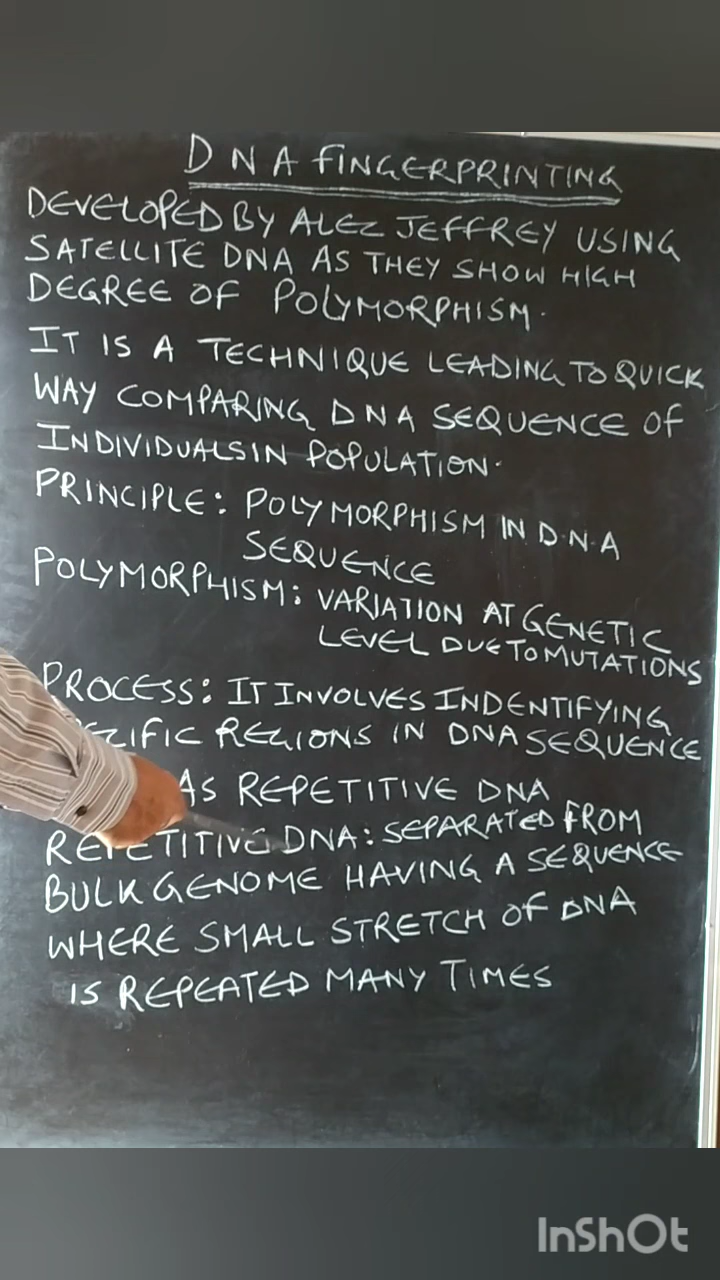 DNA FINGERPRINTING
DEVELOPED BY ALEZ JEFFREY USING
SATELLITE DNA AS THEY SHOW HIGH
DEGREE OF POLYMORPHISM.
IT IS A TECHNIQUE LEADING TO QUICK
WAY COMPARING DNA SEQUENCE OF
INDIVIDUALS IN POPULATION.
PRINCIPLE: POLYMORPHISM IN D.N.A
SEQUENCE
POLYMORPHISM: VARIATION AT GENETIC
LEVEL DUE TO MUTATIONS
PROCESS: IT INVOLVES INDENTIFYING
REGIONS IN DNA SEQUENCE
AS REPETITIVE DNA
REPETITIVE DNA: SEPARATED FROM
BULK GENOME HAVING A SEQUENCE
WHERE SMALL STRETCH OF DNA
IS REPEATED MANY TIMES
InShOt